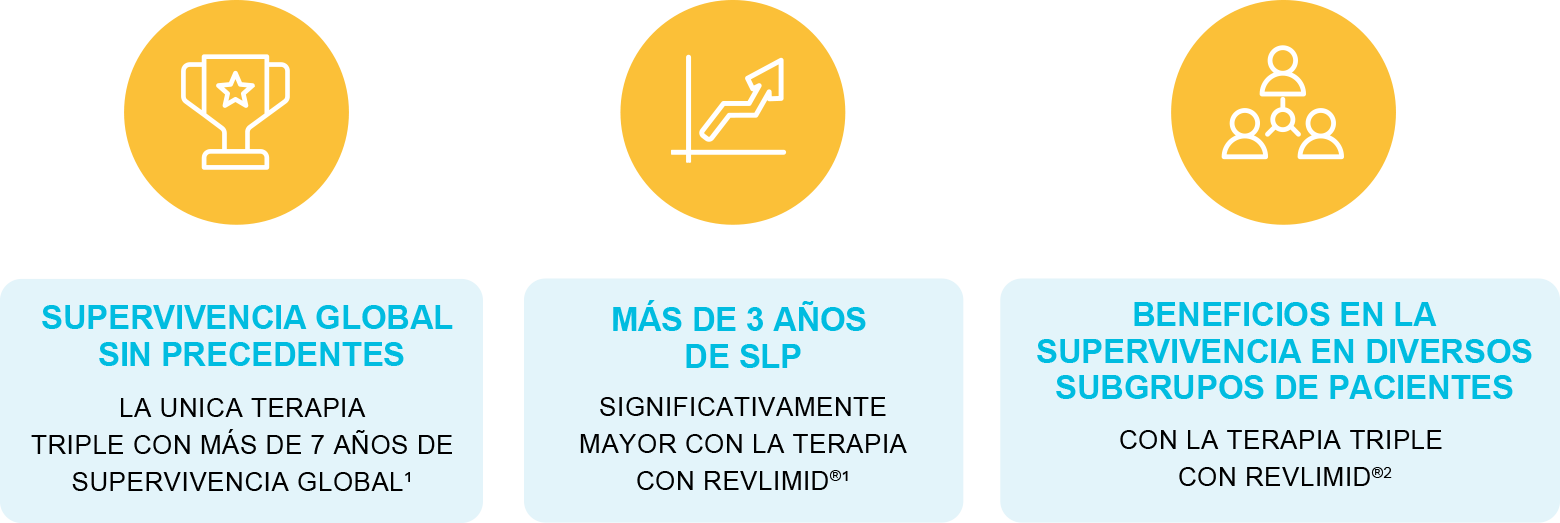 SUPERVIVENCIA GLOBAL
SIN PRECEDENTES
LA UNICA TERAPIA
TRIPLE CON MÁS DE 7 AÑOS DE
SUPERVIVENCIA GLOBAL¹
MÁS DE 3 AÑOS
DE SLP
SIGNIFICATIVAMENTE
MAYOR CON LA TERAPIA
CON REVLIMID®¹
BENEFICIOS EN LA
SUPERVIVENCIA EN DIVERSOS
SUBGRUPOS DE PACIENTES
CON LA TERAPIA TRIPLE
CON REVLIMID®²